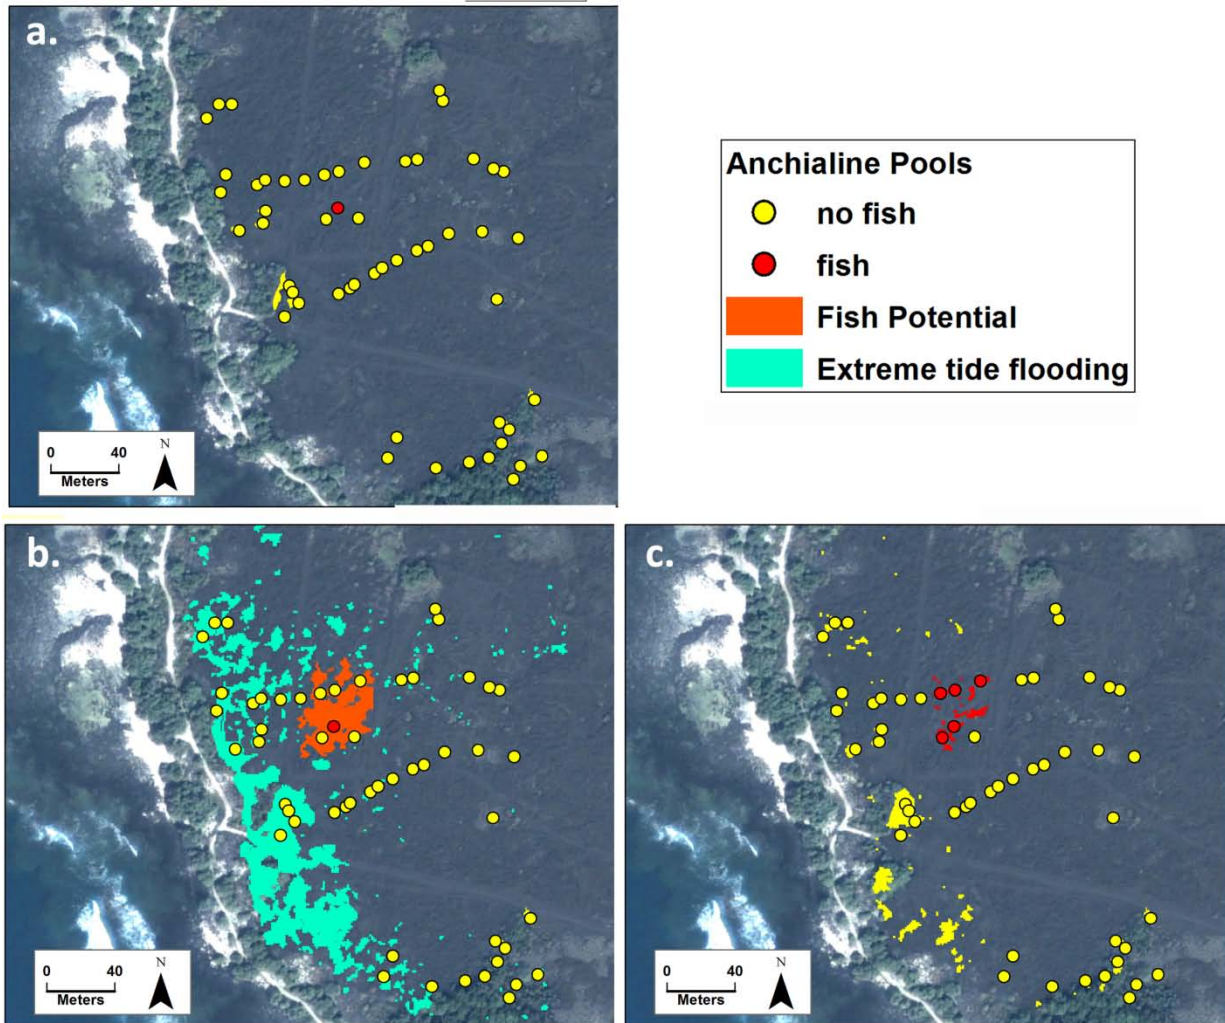 a.
Anchialine Pools
no fish
fish
Fish Potential
Extreme tide flooding
0 40
Meters
N
b.
0 40
Meters
N
c.
0 40
Meters
N